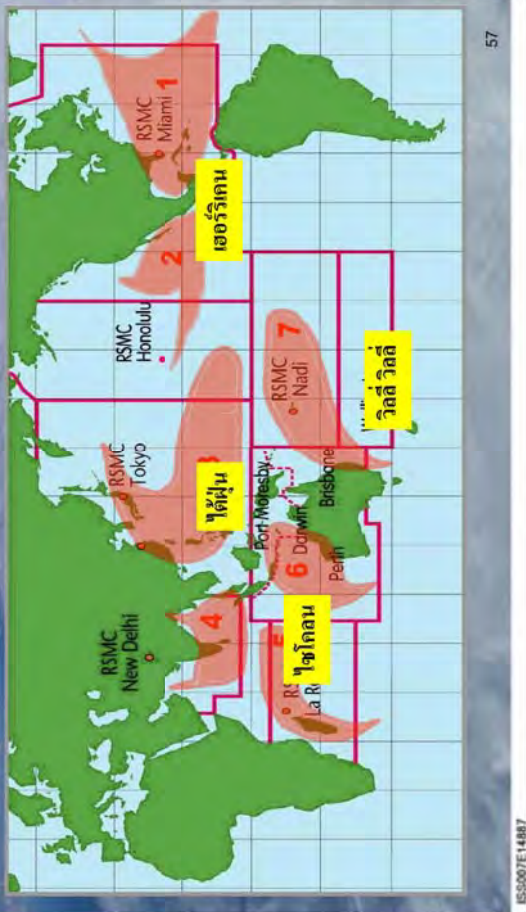 RSMC
Miami
1
เฮอร์ริเคน
2
RSMC
Honolulu
RSMC
Tokyo
ไต้ฝุ่น
RSMC
Nadi
7
วิลลี่ วิลลี่
Port Moresby
Darwin
Brisbane
Perth
6
RSMC
New Delhi
4
ไซโคลน
5
57
ISS007E14887